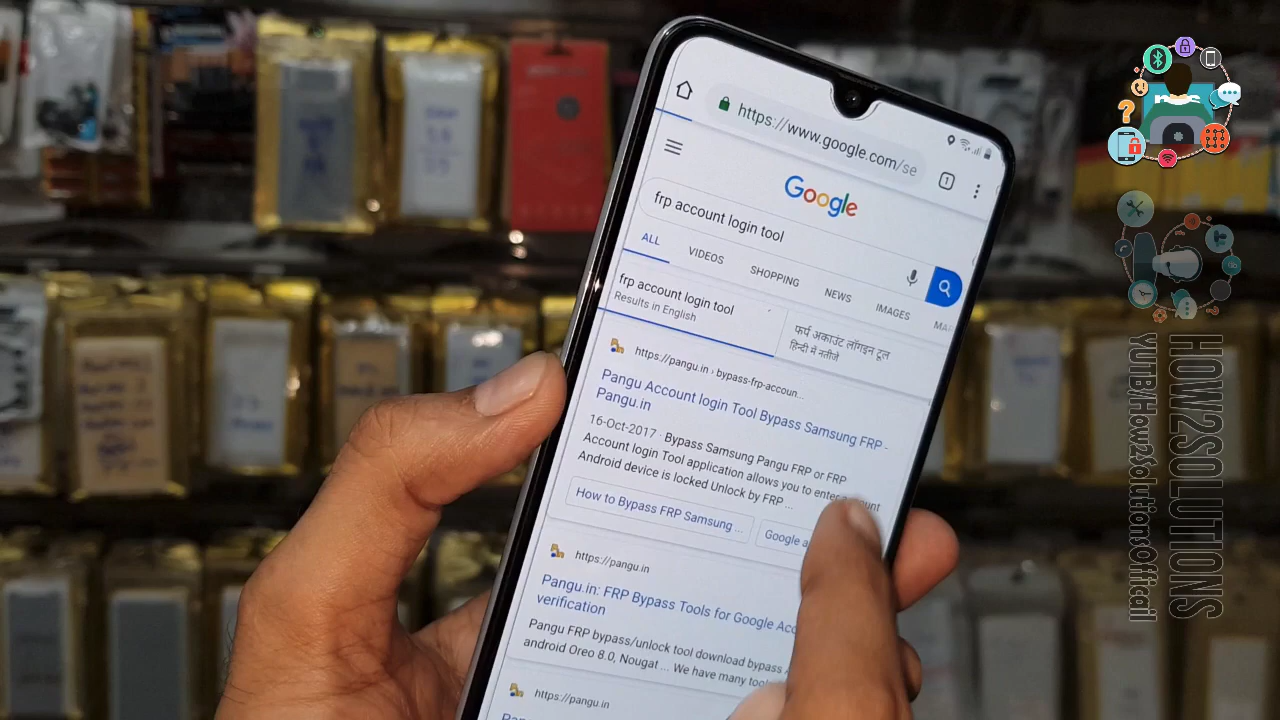 https://www.google.com/se
1
Google
frp account login tool
ALL
VIDEOS
SHOPPING
NEWS
IMAGES
frp account login tool
Results in English
फर्प अकाउंट लॉगइन टूल
हिन्दी में नतीजे
https://pangu.in › bypass-frp-accoun...
Pangu Account login Tool Bypass Samsung FRP -
Pangu.in
16-Oct-2017 · Bypass Samsung Pangu FRP or FRP
Account login Tool application allows you to enter
Android device is locked Unlock by FRP ...
How to Bypass FRP Samsung ...
Google
https://pangu.in
Pangu.in: FRP Bypass Tools for Google
verification
Pangu FRP bypass/unlock tool download bypass
android Oreo 8.0, Nougat ... We have many
https://pangu.in
HOW2SOLUTIONS
YUTB/How2SolutionsOffical